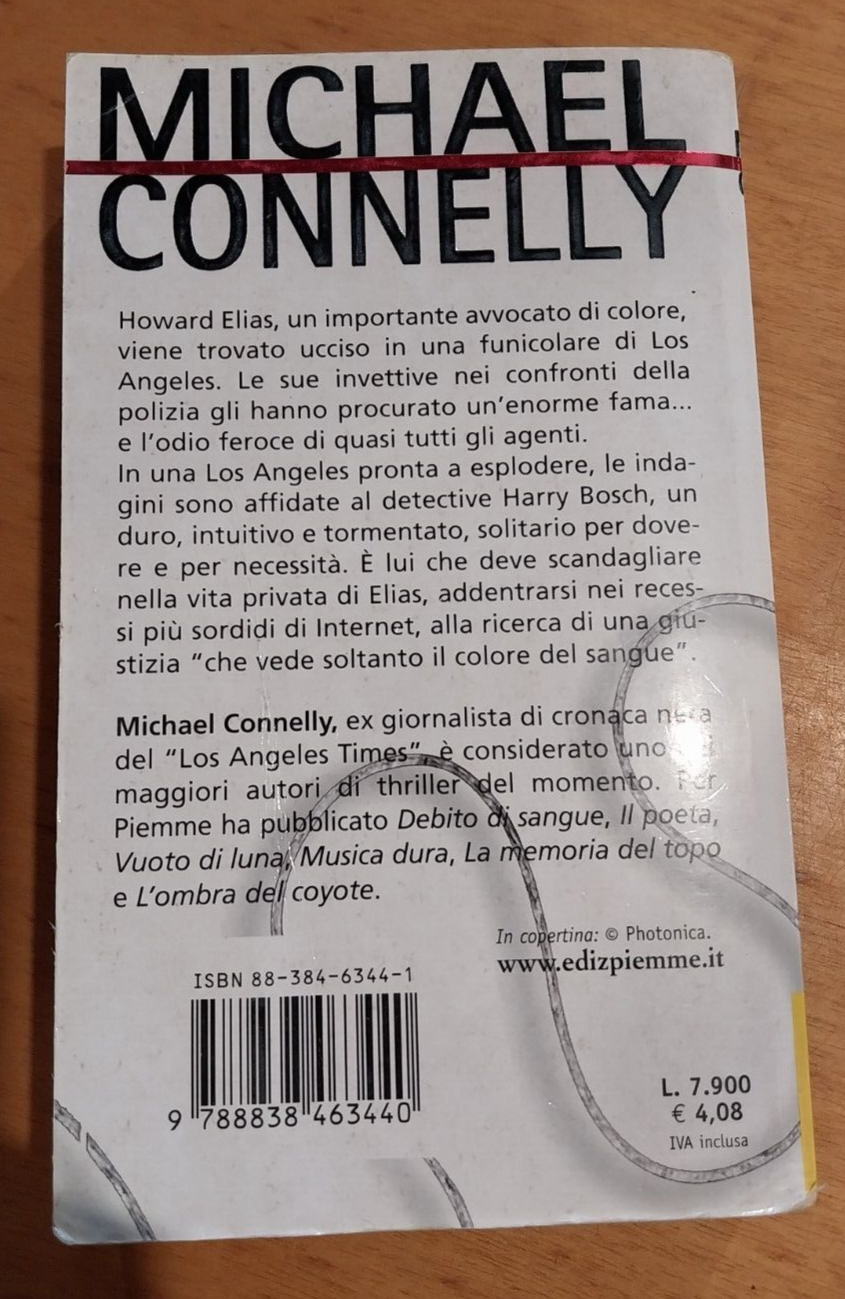 MICHAEL
CONNELLY
Howard Elias, un importante avvocato di colore,
viene trovato ucciso in una funicolare di Los
Angeles. Le sue invettive nei confronti della
polizia gli hanno procurato un'enorme fama...
e l'odio feroce di quasi tutti gli agenti.
In una Los Angeles pronta a esplodere, le inda-
gini sono affidate al detective Harry Bosch, un
duro, intuitivo e tormentato, solitario per dove-
re e per necessità. È lui che deve scandagliare
nella vita privata di Elias, addentrarsi nei reces-
si più sordidi di Internet, alla ricerca di una giu-
stizia "che vede soltanto il colore del sangue".
Michael Connelly, ex giornalista di cronaca nera
del "Los Angeles Times", è considerato uno
maggiori autori di thriller del momento. Per
Piemme ha pubblicato Debito di sangue, Il poeta,
Vuoto di luna, Musica dura, La memoria del topo
e L'ombra del coyote.
In copertina: © Photonica.
www.edizpiemme.it
ISBN 88-384-6344-1
9 788838 463440
L. 7.900
€ 4,08
IVA inclusa